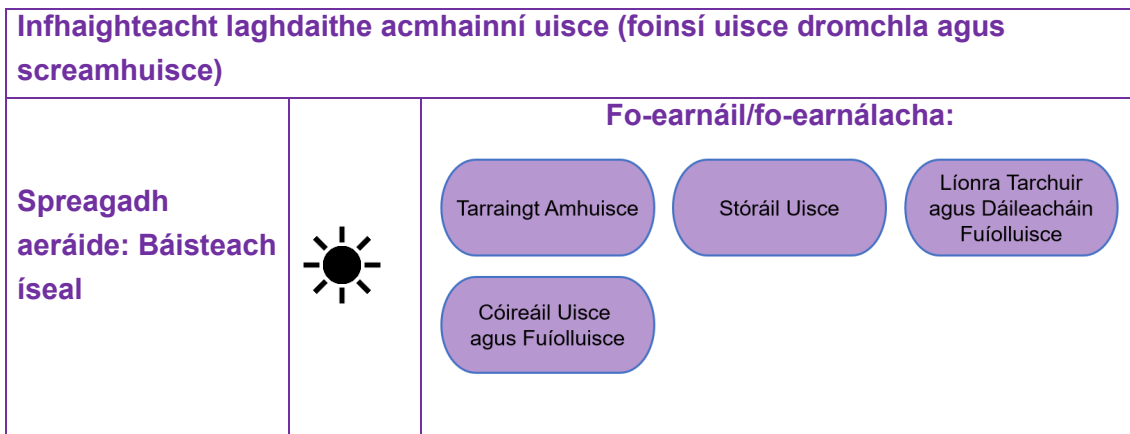 Infhaighteacht laghdaithe acmhainní uisce (foinsí uisce dromchla agus
screamhuisce)
Spreagadh
aeráide: Báisteach
íseal
Fo-earnáil/fo-earnálacha:
Tarraingt Amhuisce
Stóráil Uisce
Líonra Tarchuir
agus Dáileacháin
Fuíolluisce
Cóireáil Uisce
agus Fuíolluisce